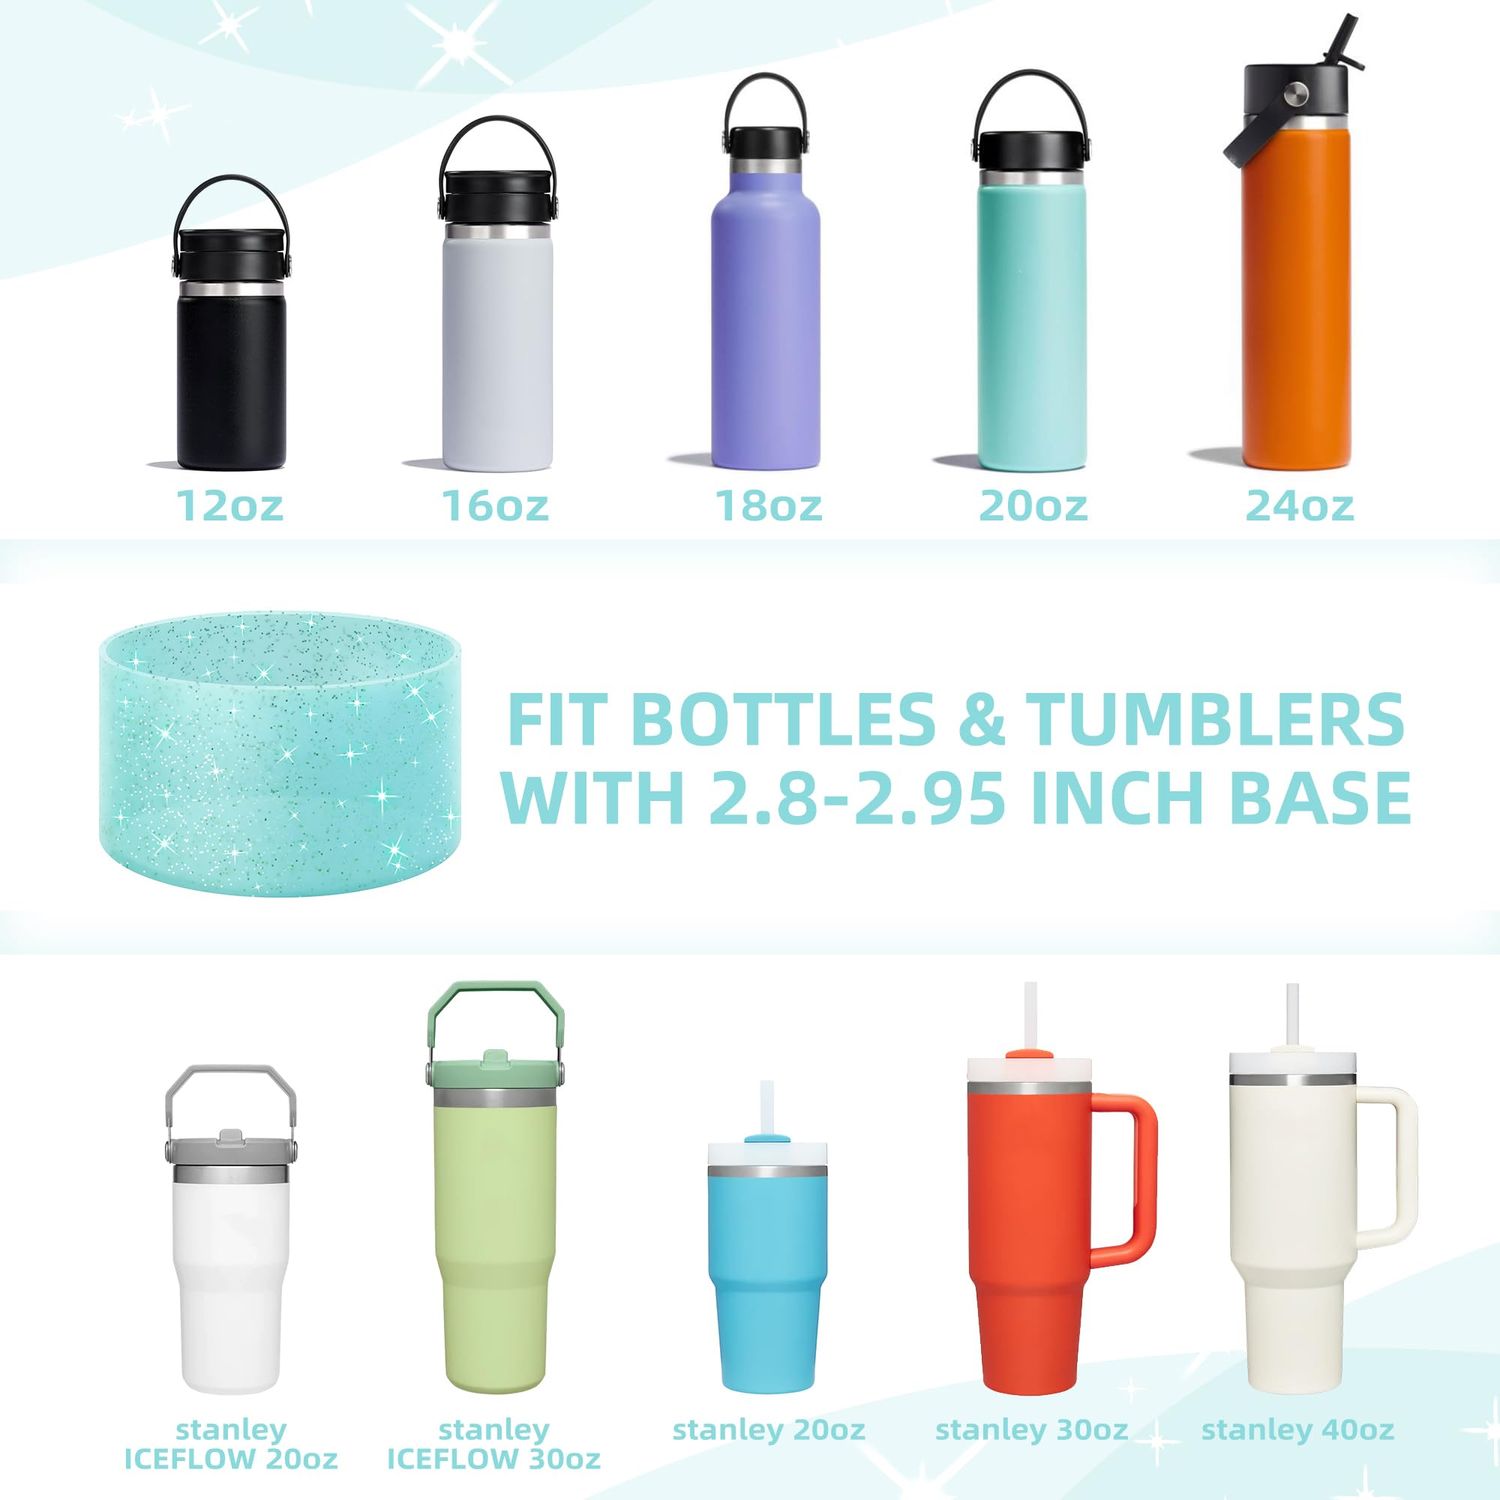 12oz
16oz
18oz
20oz
24oz
FIT BOTTLES & TUMBLERS
WITH 2.8-2.95 INCH BASE
stanley
ICEFLOW 20oz
stanley
ICEFLOW 30oz
stanley 20oz
stanley 30oz
stanley 40oz